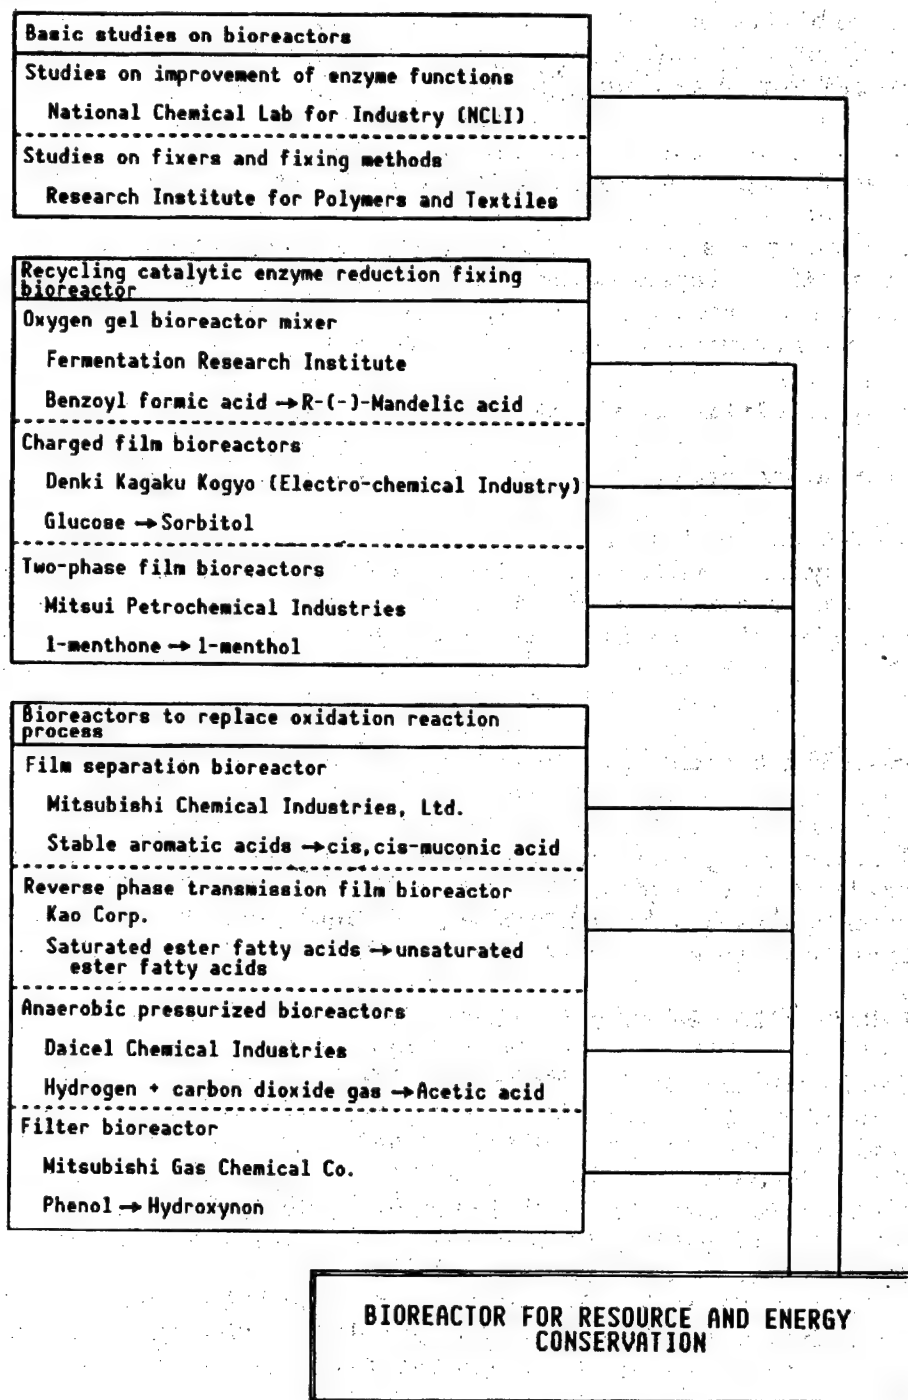 Basic studies on bioreactors
Studies on improvement of enzyme functions
National Chemical Lab for Industry (NCLI)
Studies on fixers and fixing methods
Research Institute for Polymers and Textiles
Recycling catalytic enzyme reduction fixing
bioreactor
Oxygen gel bioreactor mixer
Fermentation Research Institute
Benzoyl formic acid →R-(-)-Mandelic acid
Charged film bioreactors
Denki Kagaku Kogyo (Electro-chemical Industry)
Glucose →Sorbitol
Two-phase film bioreactors
Mitsui Petrochemical Industries
l-menthone → l-menthol
Bioreactors to replace oxidation reaction
process
Film separation bioreactor
Mitsubishi Chemical Industries, Ltd.
Stable aromatic acids →cis,cis-muconic acid
Reverse phase transmission film bioreactor
Kao Corp.
Saturated ester fatty acids →unsaturated
ester fatty acids
Anaerobic pressurized bioreactors
Daicel Chemical Industries
Hydrogen + carbon dioxide gas →Acetic acid
Filter bioreactor
Mitsubishi Gas Chemical Co.
Phenol → Hydroxynon
BIOREACTOR FOR RESOURCE AND ENERGY
CONSERVATION